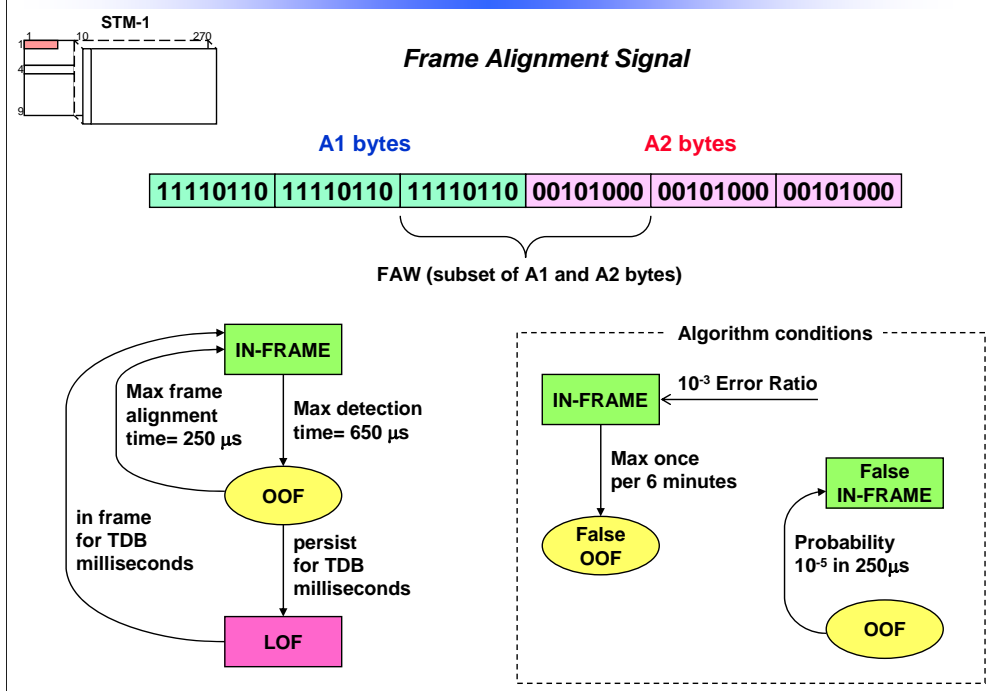 STM-1
1
10
270
1
4
9
Frame Alignment Signal
A1 bytes
A2 bytes
11110110 11110110 11110110 00101000 00101000 00101000
FAW (subset of A1 and A2 bytes)
IN-FRAME
Max frame
alignment
time= 250 μs
Max detection
time= 650 μs
OOF
in frame
for TDB
milliseconds
persist
for TDB
milliseconds
LOF
Algorithm conditions
IN-FRAME
10⁻³ Error Ratio
Max once
per 6 minutes
False
OOF
False
IN-FRAME
Probability
10⁻⁵ in 250μs
OOF